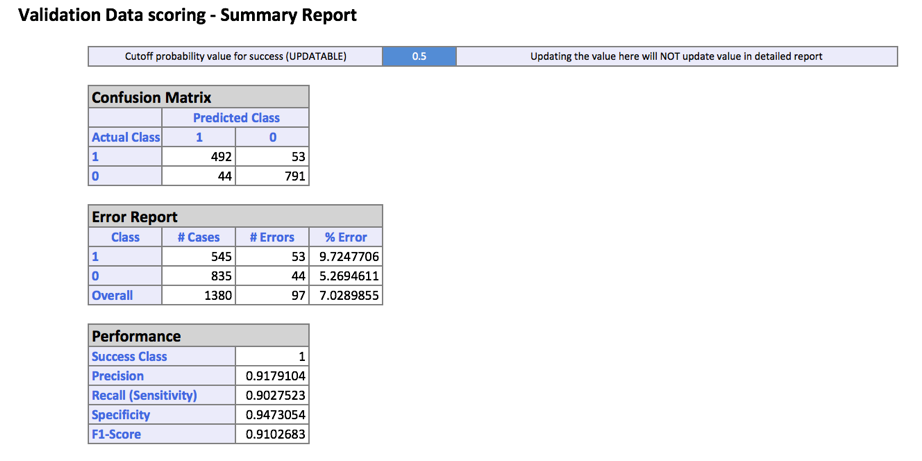 Validation Data scoring - Summary Report
Cutoff probability value for success (UPDATABLE) 0.5 Updating the value here will NOT update value in detailed report
Confusion Matrix
Predicted Class
Actual Class 1 0
1 492 53
0 44 791
Error Report
Class # Cases # Errors % Error
1 545 53 9.7247706
0 835 44 5.2694611
Overall 1380 97 7.0289855
Performance
Success Class 1
Precision 0.9179104
Recall (Sensitivity) 0.9027523
Specificity 0.9473054
F1-Score 0.9102683